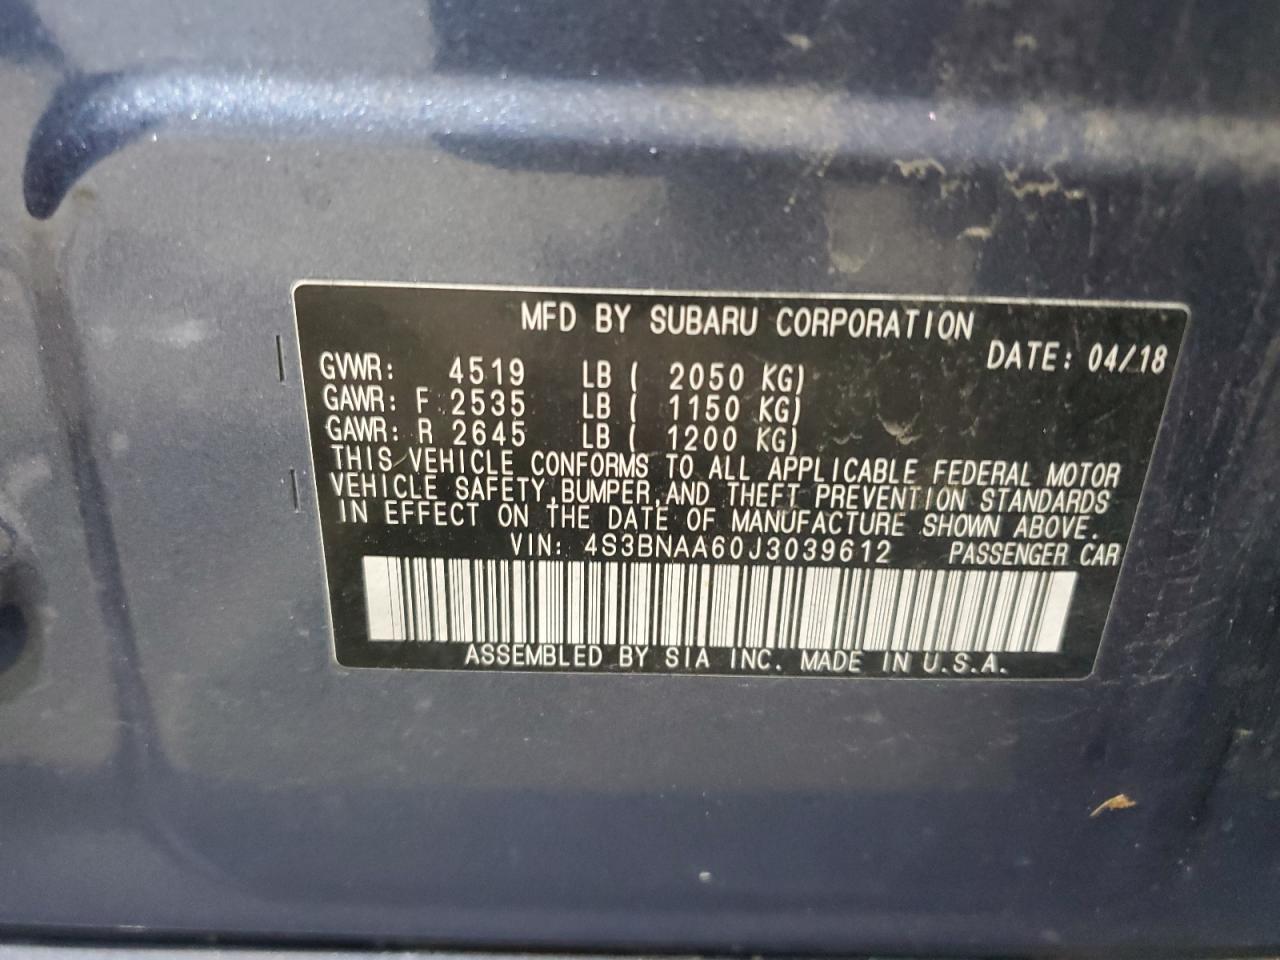 MFD BY SUBARU CORPORATION
DATE: 04/18
GVWR: 4519 LB ( 2050 KG)
GAWR: F 2535 LB ( 1150 KG)
GAWR: R 2645 LB ( 1200 KG)
THIS VEHICLE CONFORMS TO ALL APPLICABLE FEDERAL MOTOR
VEHICLE SAFETY, BUMPER, AND THEFT PREVENTION STANDARDS
IN EFFECT ON THE DATE OF MANUFACTURE SHOWN ABOVE.
VIN: 4S3BNAA60J3039612 PASSENGER CAR
ASSEMBLED BY SIA INC. MADE IN U.S.A.